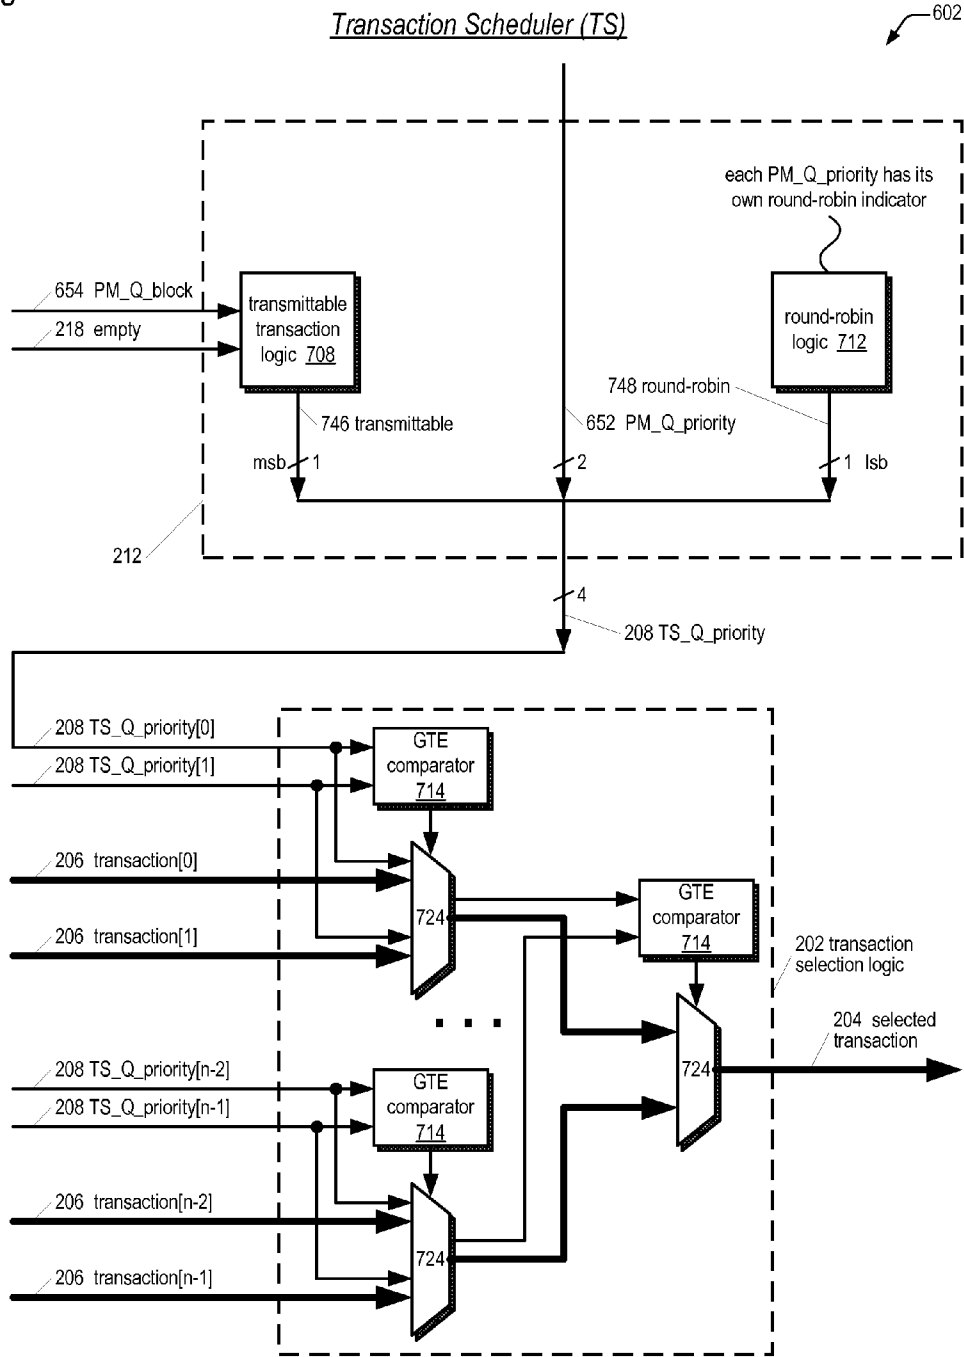 Transaction Scheduler (TS)
602
each PM_Q_priority has its
own round-robin indicator
654 PM_Q_block
218 empty
transmittable
transaction
logic 708
round-robin
logic 712
748 round-robin
746 transmittable
652 PM_Q_priority
msb 1
2
1 lsb
212
4
208 TS_Q_priority
208 TS_Q_priority[0]
208 TS_Q_priority[1]
GTE
comparator
714
206 transaction[0]
206 transaction[1]
724
GTE
comparator
714
202 transaction
selection logic
204 selected
transaction
724
. . .
208 TS_Q_priority[n-2]
208 TS_Q_priority[n-1]
GTE
comparator
714
206 transaction[n-2]
206 transaction[n-1]
724